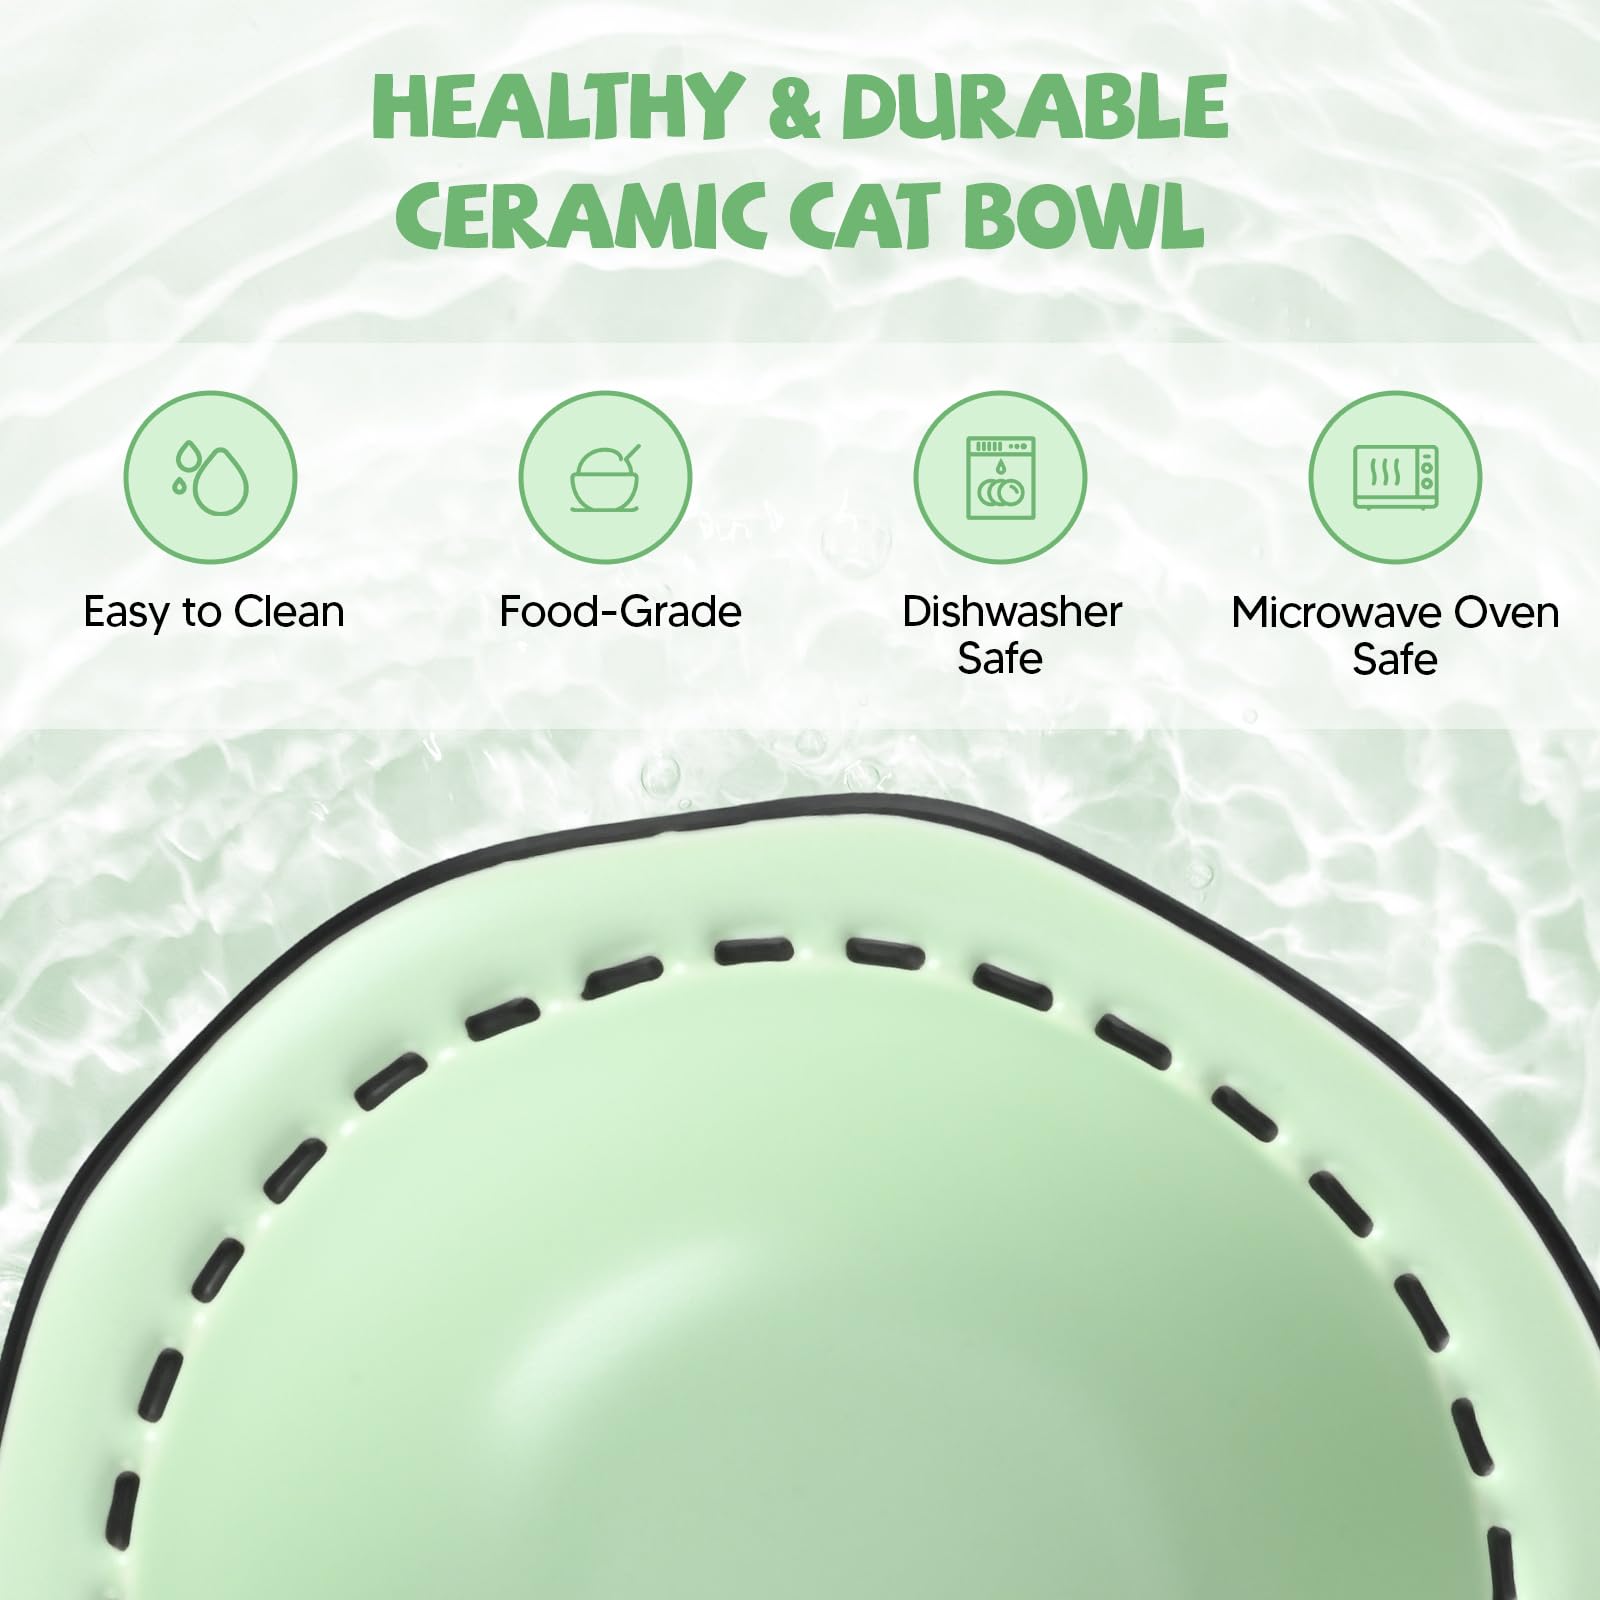 HEALTHY & DURABLE
CERAMIC CAT BOWL
Easy to Clean
Food-Grade
Dishwasher
Safe
Microwave Oven
Safe